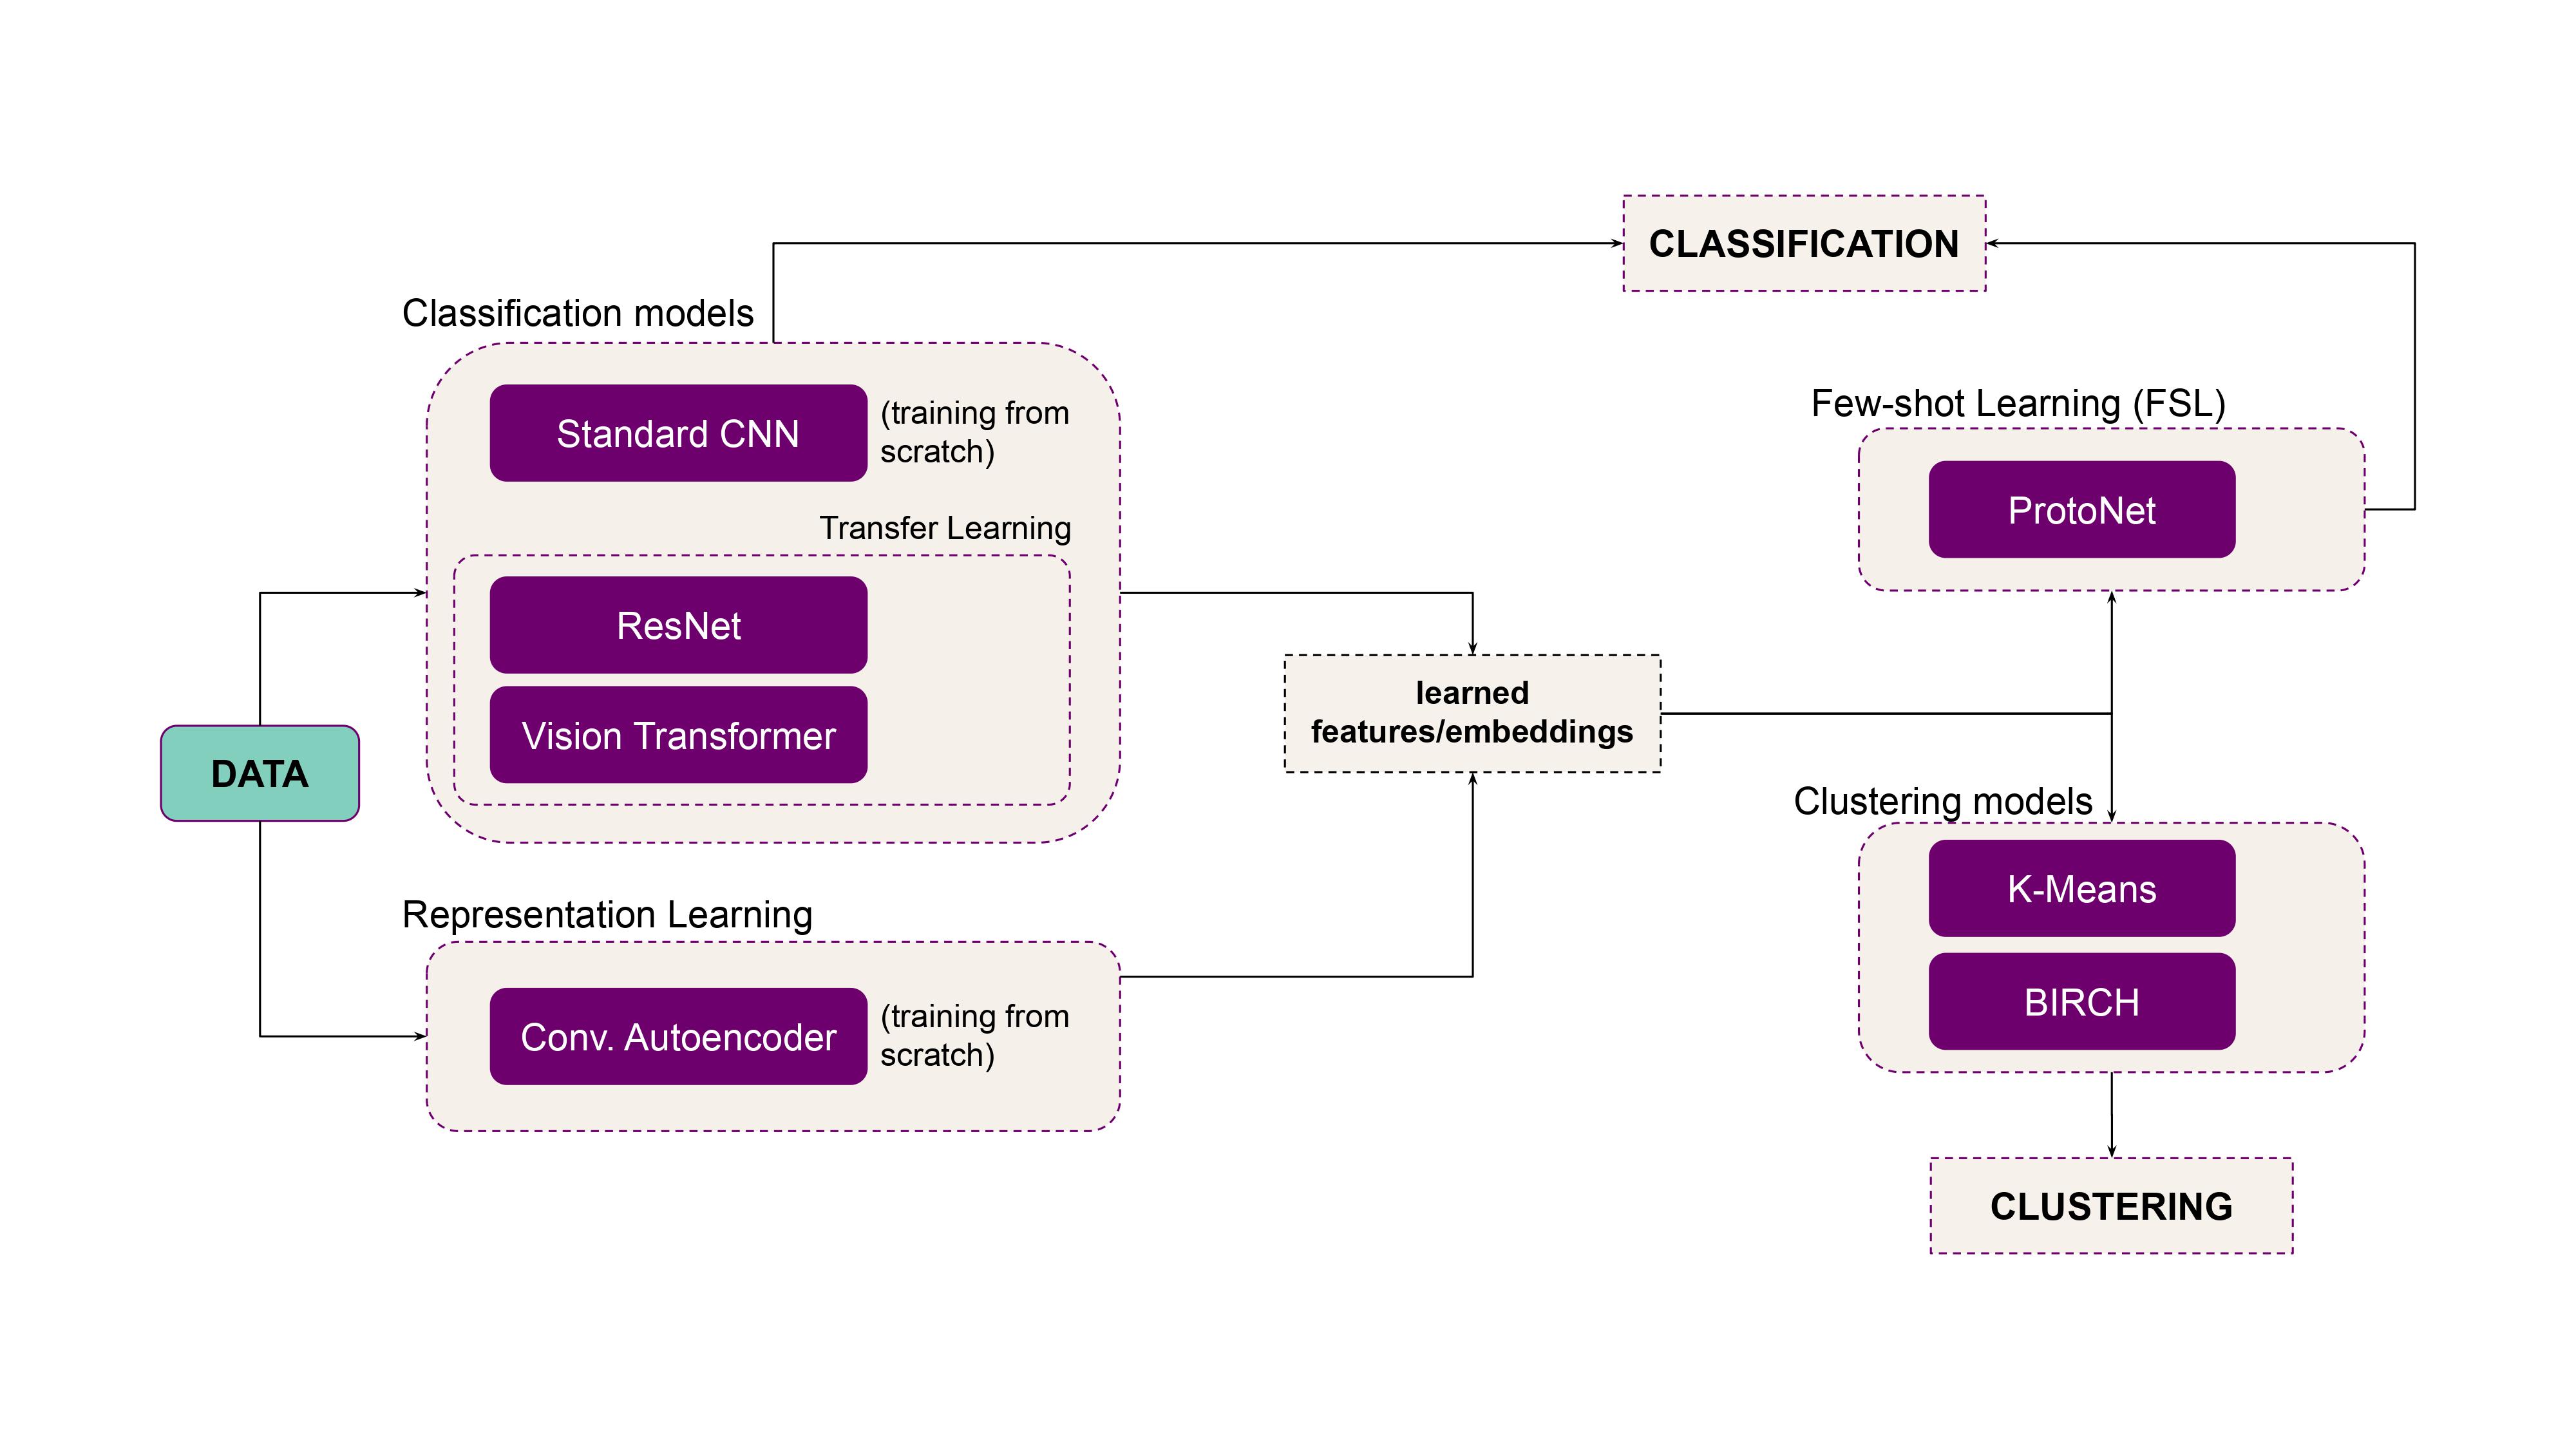 CLASSIFICATION
Classification models
Standard CNN
(training from
scratch)
Transfer Learning
ResNet
Vision Transformer
DATA
Representation Learning
Conv. Autoencoder
(training from
scratch)
learned
features/embeddings
Few-shot Learning (FSL)
ProtoNet
Clustering models
K-Means
BIRCH
CLUSTERING